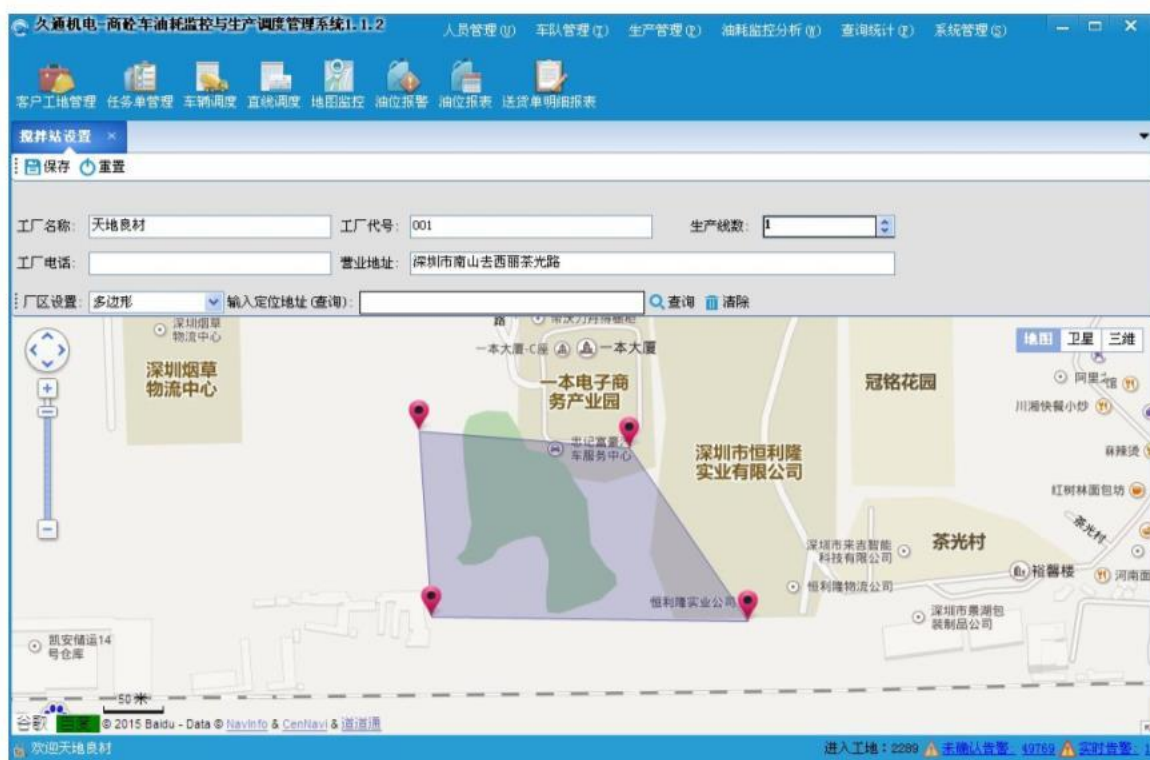 久通机电-商砼车油耗监控与生产调度管理系统1.1.2
人员管理(U) 车队管理(T) 生产管理(P) 油耗监控分析(W) 查询统计(P) 系统管理(S)
客户工地管理 任务单管理 车辆调度 直线调度 地图监控 油位报警 油位报表 送货单明细报表
搅拌站设置
保存 重置
工厂名称: 天地良材 工厂代号: 001 生产线数: 1
工厂电话: 营业地址: 深圳市南山去西丽茶光路
厂区设置: 多边形 输入定位地址(查询): 查询 清除
深圳烟草
物流中心
路
一本大厦-C座 一本大厦
地图 卫星 三维
深圳烟草
物流中心
一本电子商
务产业园
冠铭花园
阿里
馆
川湘快餐小炒
忠记富豪汽
车服务中心
深圳市恒利隆
实业有限公司
麻辣烫
红树林面包坊
茶光村
深圳市来吉智能
科技有限公司
茶光村
裕馨楼
河南面
恒利隆物流公司
恒利隆实业公司
深圳市景湖包
装制品公司
凯安储运14
号仓库
50 米
谷歌 百度 © 2015 Baidu - Data © NavInfo & CenNavi & 道道通
欢迎天地良材 进入工地:2289 未确认告警: 49769 实时告警: 1